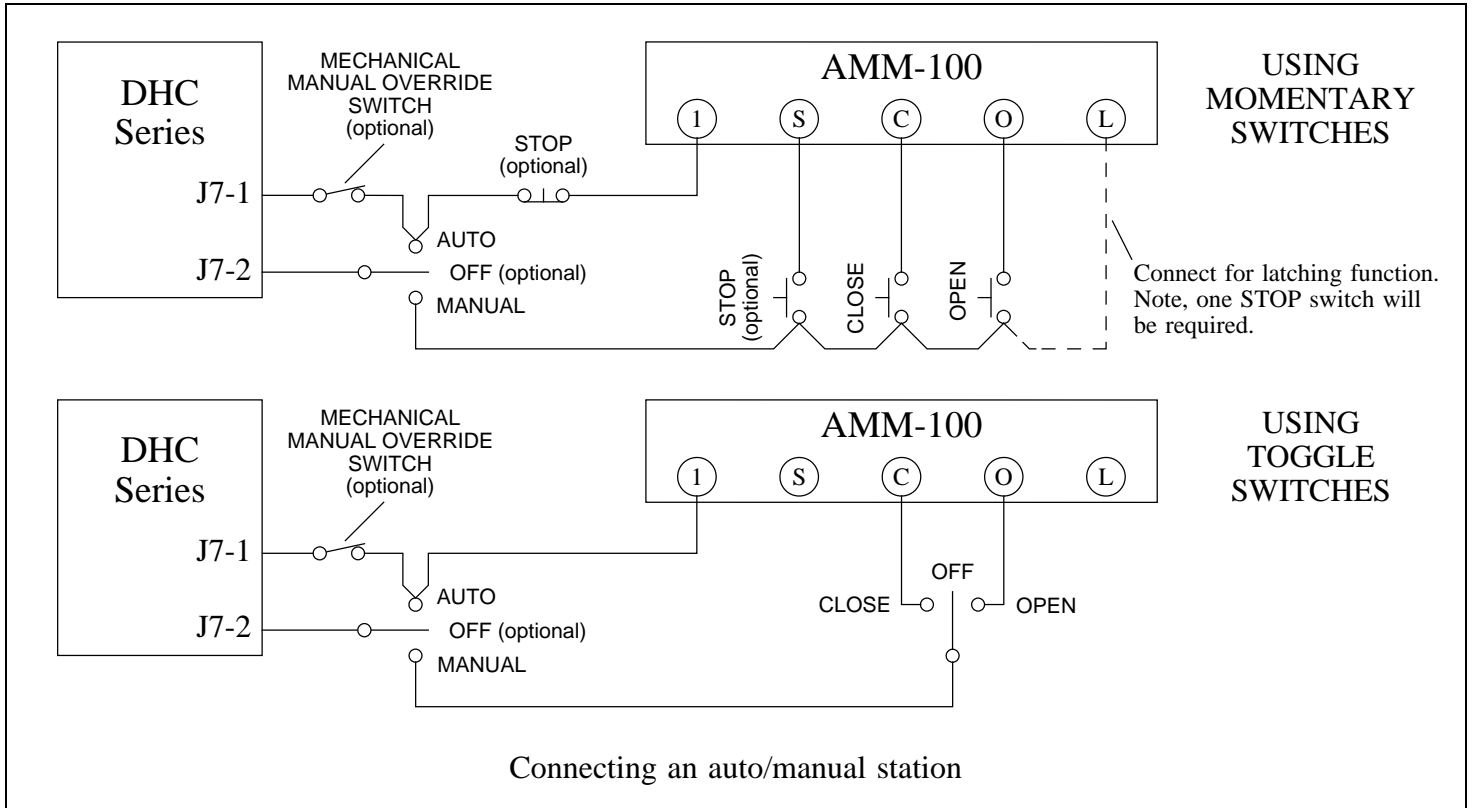 MECHANICAL
MANUAL OVERRIDE
SWITCH
(optional)
DHC
Series
J7-1
J7-2
STOP
(optional)
AUTO
OFF (optional)
MANUAL
AMM-100
1 S C O L
STOP
(optional)
CLOSE
OPEN
Connect for latching function.
Note, one STOP switch will
be required.
USING
MOMENTARY
SWITCHES
MECHANICAL
MANUAL OVERRIDE
SWITCH
(optional)
DHC
Series
J7-1
J7-2
AUTO
OFF (optional)
MANUAL
AMM-100
1 S C O L
OFF
CLOSE OPEN
USING
TOGGLE
SWITCHES
Connecting an auto/manual station